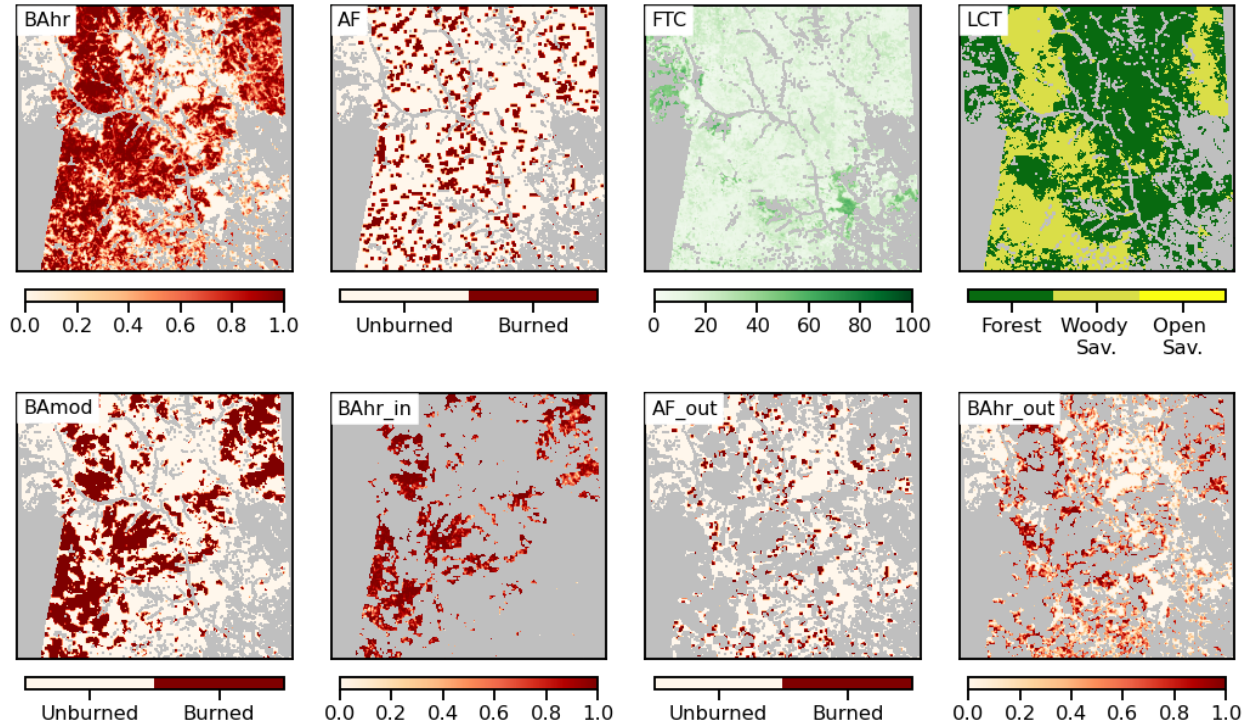 BAhr AF FTC LCT
0.0 0.2 0.4 0.6 0.8 1.0 Unburned Burned 0 20 40 60 80 100 Forest Woody Sav. Open Sav.
BAmod BAhr_in AF_out BAhr_out
Unburned Burned 0.0 0.2 0.4 0.6 0.8 1.0 Unburned Burned 0.0 0.2 0.4 0.6 0.8 1.0